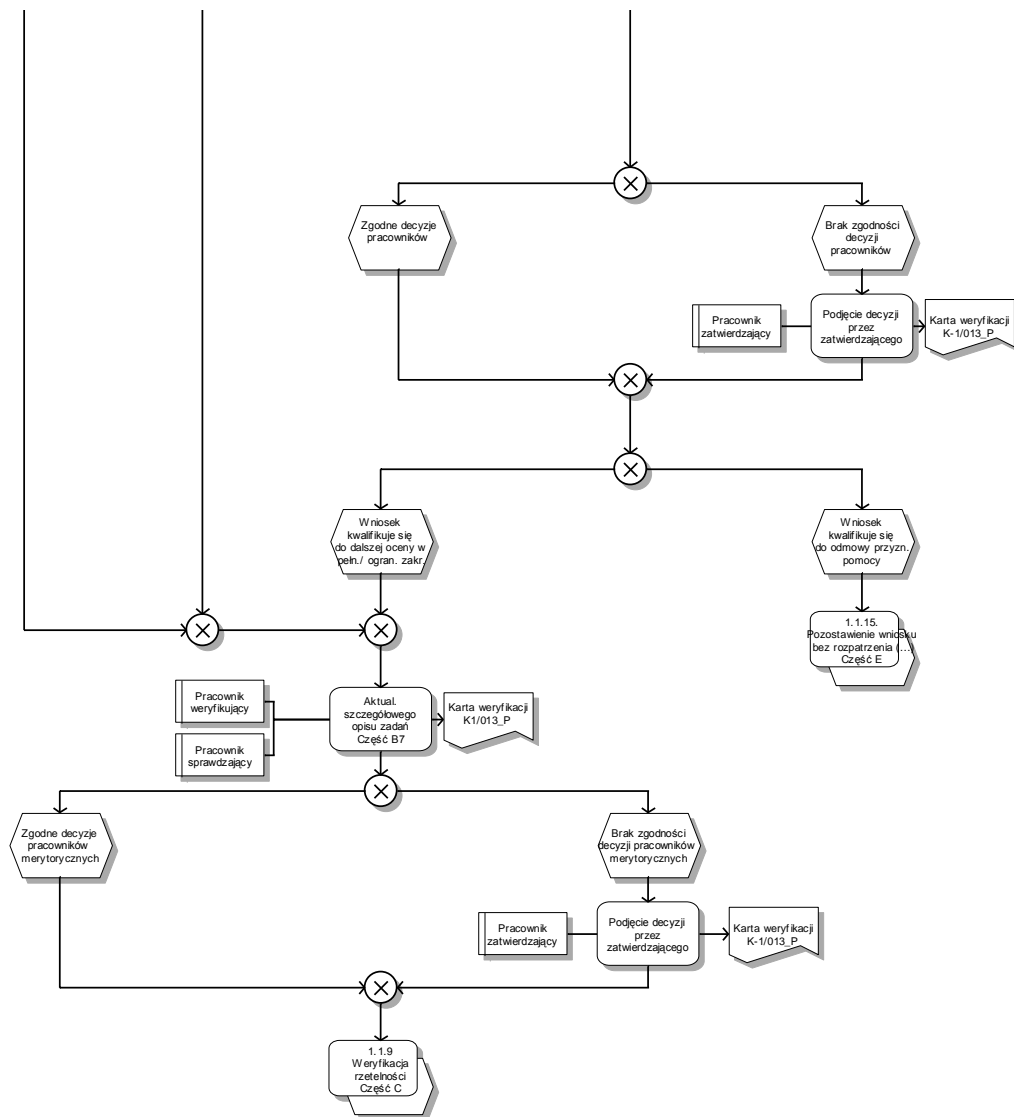 Zgodne decyzje
pracowników
Brak zgodności
decyzji
pracowników
Pracownik
zatwierdzający
Podjęcie decyzji
przez
zatwierdzającego
Karta weryfikacji
K-1/013_P
Wniosek
kwalifikuje się
do dalszej oceny w
pełn./ ogran. zakr.
Wniosek
kwalifikuje się
do odmowy przyzn.
pomocy
1.1.15.
Pozostawienie wniosku
bez rozpatrzenia (...)
Część E
Pracownik
weryfikujący
Pracownik
sprawdzający
Aktual.
szczegółowego
opisu zadań
Część B7
Karta weryfikacji
K1/013_P
Zgodne decyzje
pracowników
merytorycznych
Brak zgodności
decyzji pracowników
merytorycznych
Pracownik
zatwierdzający
Podjęcie decyzji
przez
zatwierdzającego
Karta weryfikacji
K-1/013_P
1.1.9
Weryfikacja
rzetelności
Część C